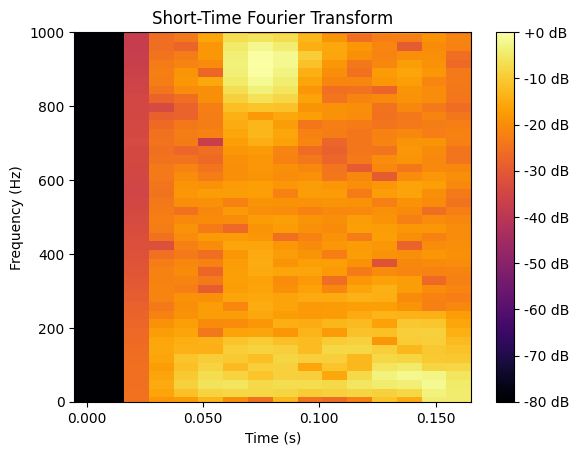 Short-Time Fourier Transform
1000
800
600
400
200
0
Frequency (Hz)
0.000
0.050
0.100
0.150
Time (s)
+0 dB
-10 dB
-20 dB
-30 dB
-40 dB
-50 dB
-60 dB
-70 dB
-80 dB